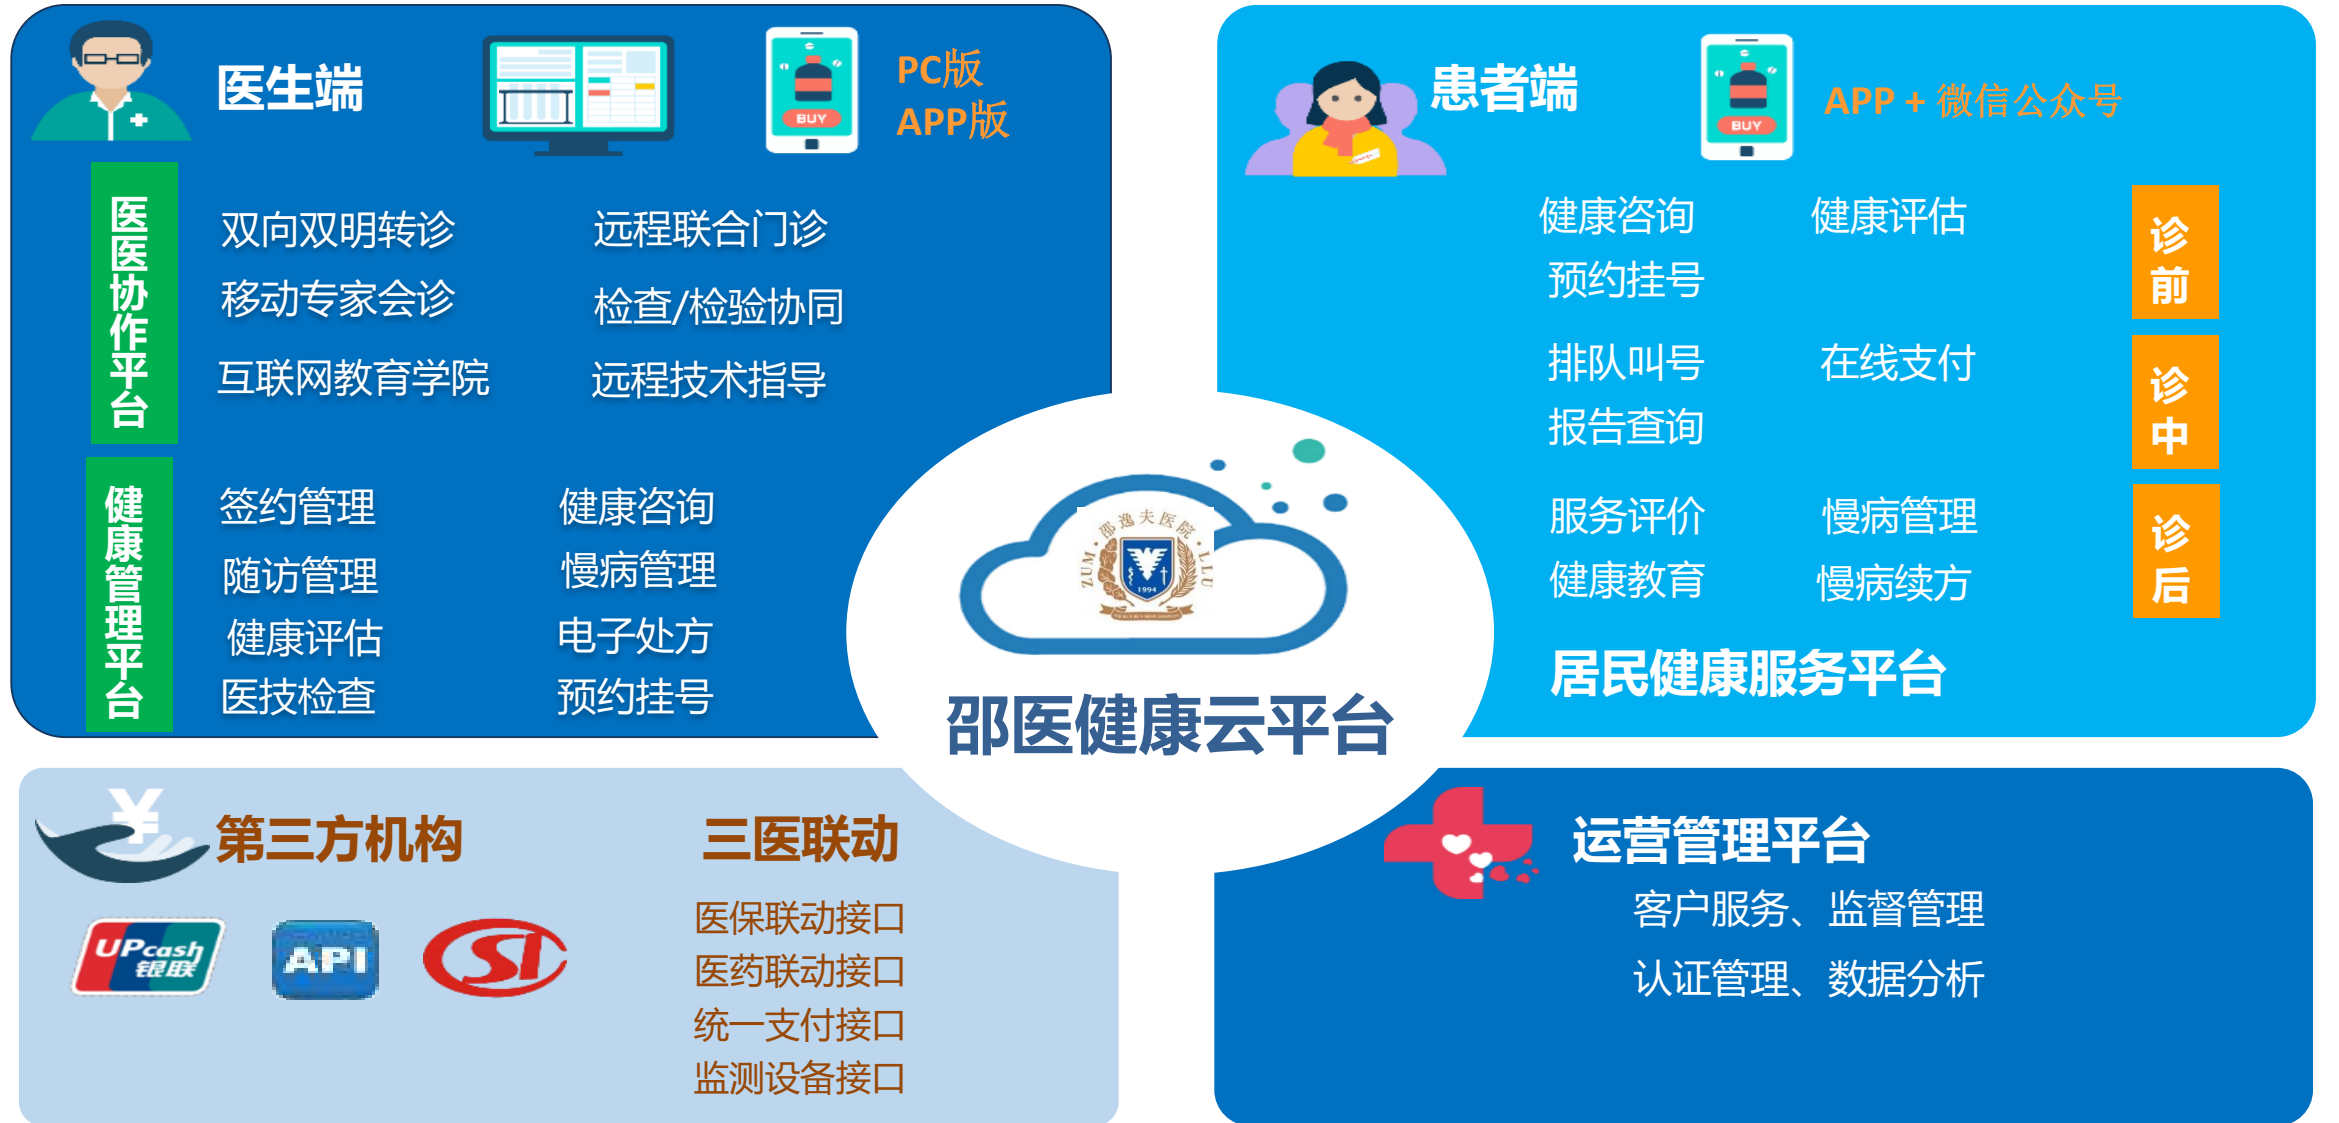 医生端
PC版
APP版
BUY
医医协作平台
双向双明转诊
远程联合门诊
移动专家会诊
检查/检验协同
互联网教育学院
远程技术指导
健康管理平台
签约管理
健康咨询
随访管理
慢病管理
健康评估
电子处方
医技检查
预约挂号
患者端
BUY
APP + 微信公众号
健康咨询
健康评估
预约挂号
诊前
排队叫号
在线支付
报告查询
诊中
服务评价
慢病管理
健康教育
慢病续方
诊后
居民健康服务平台
ZUM·邵逸夫医院·LLU
1994
邵医健康云平台
¥
第三方机构
UPcash
银联
API
SI
三医联动
医保联动接口
医药联动接口
统一支付接口
监测设备接口
运营管理平台
客户服务、监督管理
认证管理、数据分析